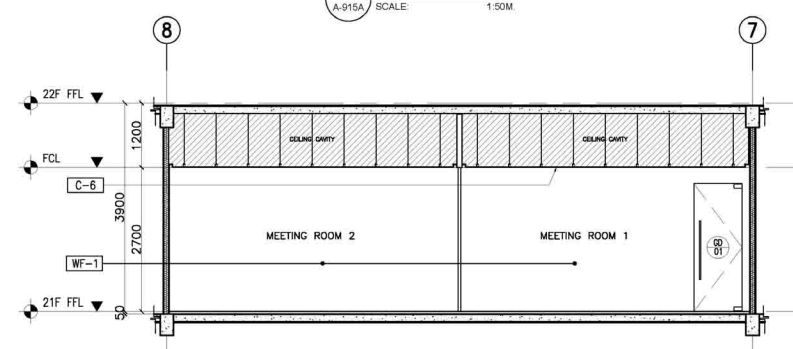 A-915A SCALE: 1:50M.
8 7
22F FFL
1200
CEILING CAVITY CEILING CAVITY
FCL
C-6
3900
2700
MEETING ROOM 2 MEETING ROOM 1
GD
01
WF-1
21F FFL
50